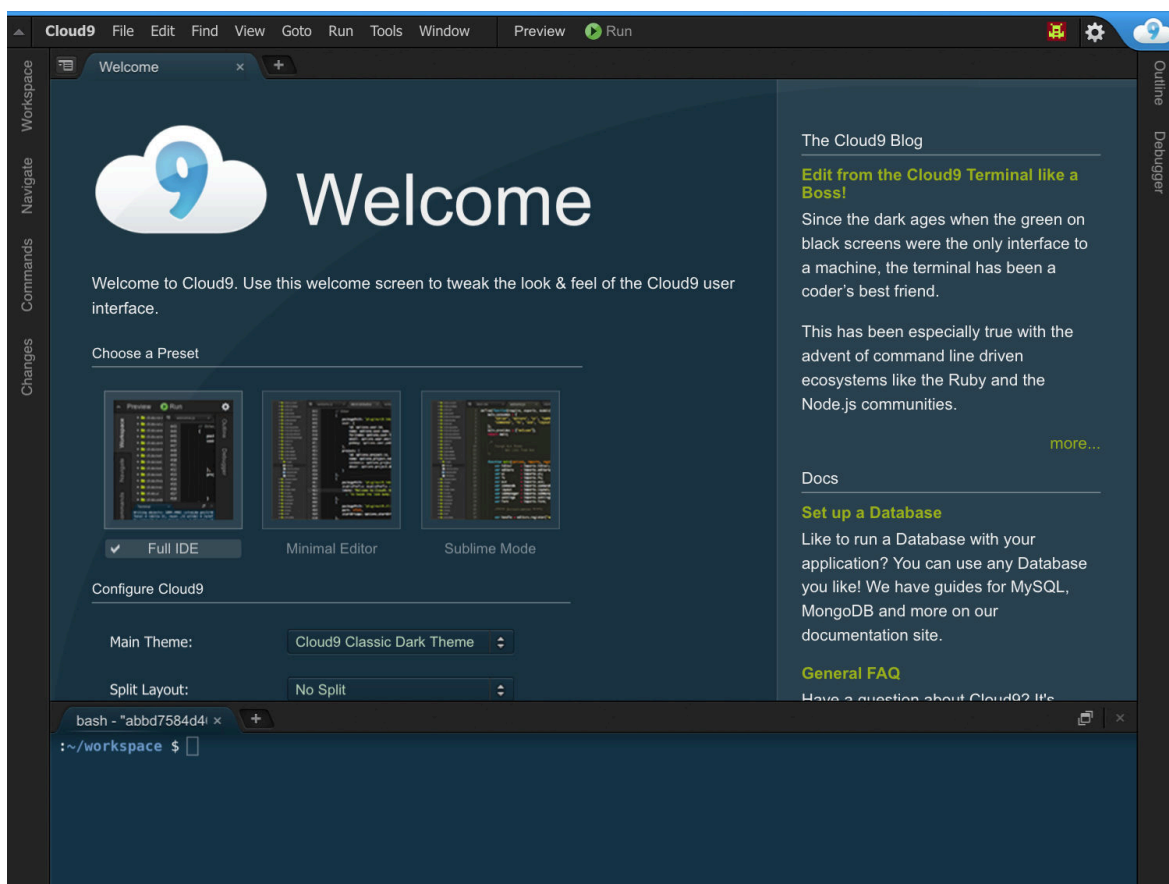 Cloud9 File Edit Find View Goto Run Tools Window Preview Run
Workspace
Navigate
Commands
Changes
Welcome × +
9 Welcome
Welcome to Cloud9. Use this welcome screen to tweak the look & feel of the Cloud9 user
interface.
Choose a Preset
Full IDE Minimal Editor Sublime Mode
Configure Cloud9
Main Theme: Cloud9 Classic Dark Theme
Split Layout: No Split
The Cloud9 Blog
Edit from the Cloud9 Terminal like a
Boss!
Since the dark ages when the green on
black screens were the only interface to
a machine, the terminal has been a
coder's best friend.
This has been especially true with the
advent of command line driven
ecosystems like the Ruby and the
Node.js communities.
more...
Docs
Set up a Database
Like to run a Database with your
application? You can use any Database
you like! We have guides for MySQL,
MongoDB and more on our
documentation site.
General FAQ
Have a question about Cloud9? It's
9
Outline
Debugger
bash - "abbd7584d4 × +
:~/workspace $